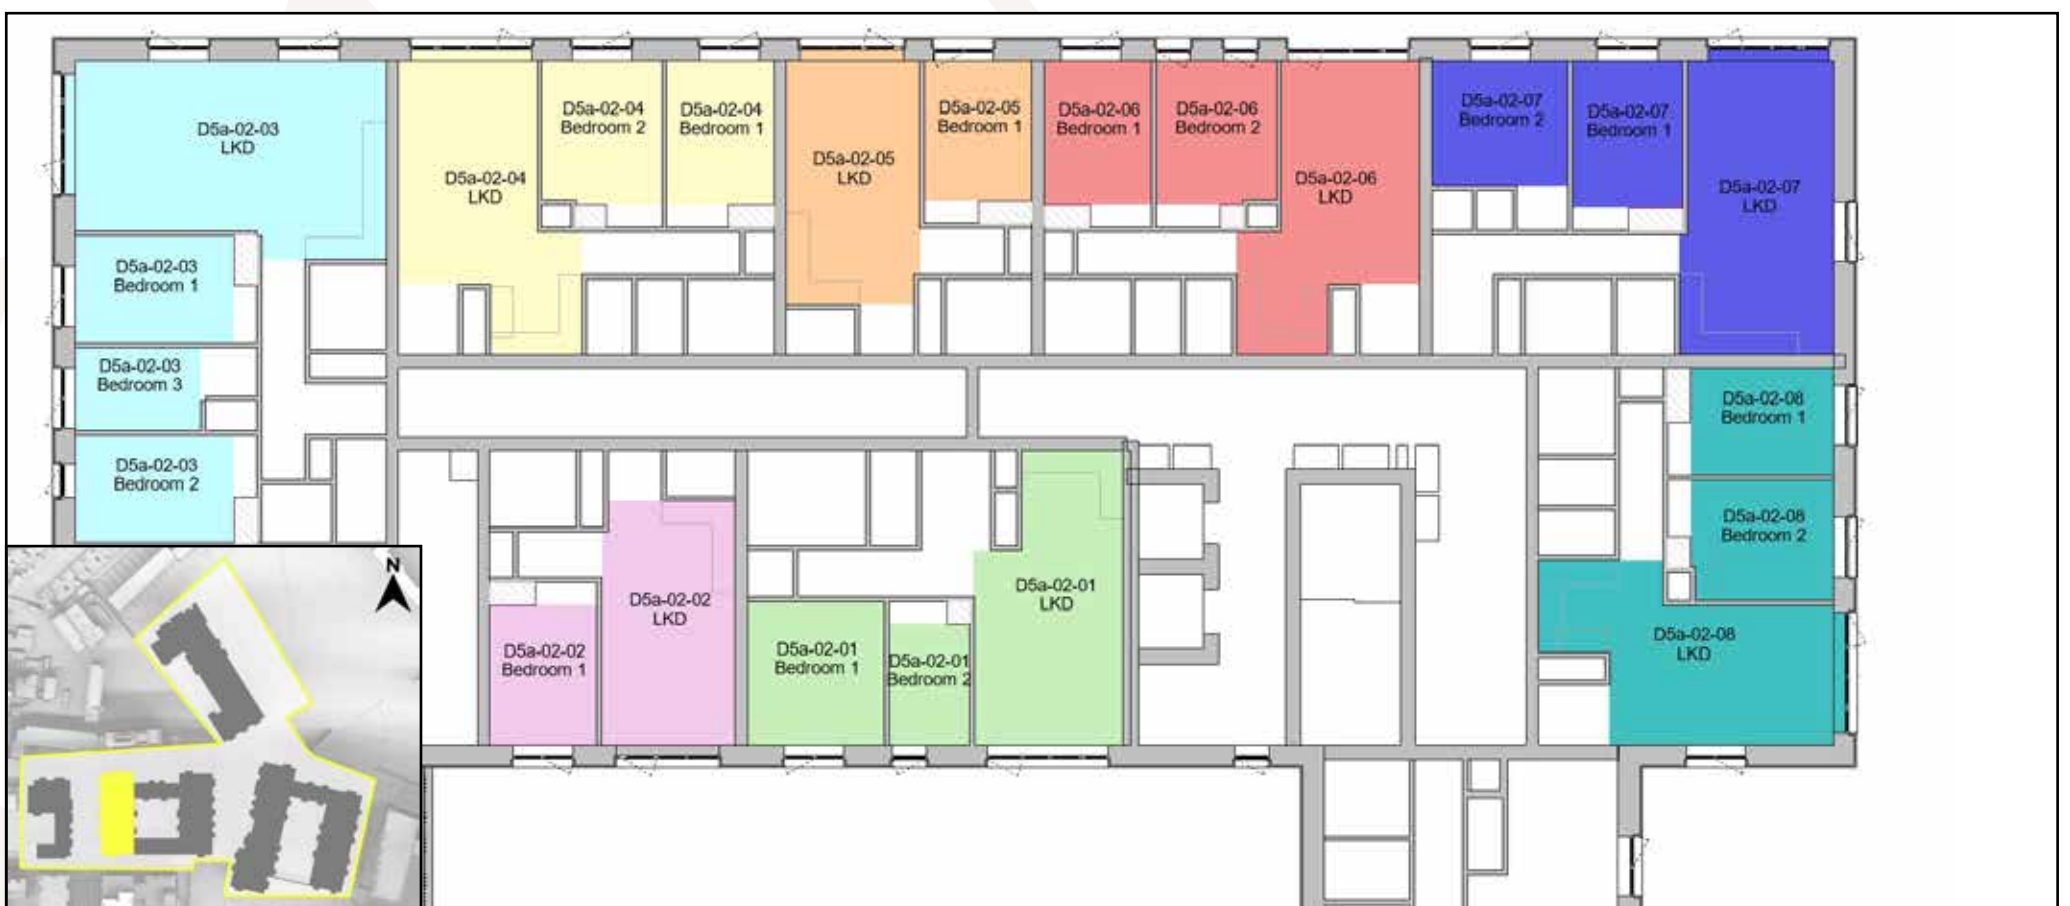 D5a-02-03
LKD
D5a-02-04
LKD
D5a-02-04
Bedroom 2
D5a-02-04
Bedroom 1
D5a-02-05
LKD
D5a-02-05
Bedroom 1
D5a-02-06
Bedroom 1
D5a-02-06
Bedroom 2
D5a-02-06
LKD
D5a-02-07
Bedroom 2
D5a-02-07
Bedroom 1
D5a-02-07
LKD
D5a-02-03
Bedroom 1
D5a-02-03
Bedroom 3
D5a-02-03
Bedroom 2
D5a-02-08
Bedroom 1
D5a-02-08
Bedroom 2
D5a-02-08
LKD
D5a-02-02
Bedroom 1
D5a-02-02
LKD
D5a-02-01
Bedroom 1
D5a-02-01
Bedroom 2
D5a-02-01
LKD
N